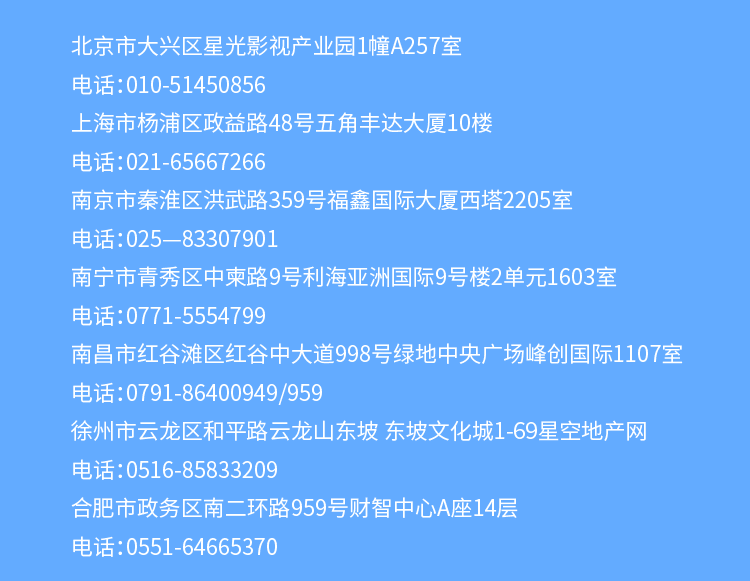 北京市大兴区星光影视产业园1幢A257室
电话：010-51450856
上海市杨浦区政益路48号五角丰达大厦10楼
电话：021-65667266
南京市秦淮区洪武路359号福鑫国际大厦西塔2205室
电话：025—83307901
南宁市青秀区中柬路9号利海亚洲国际9号楼2单元1603室
电话：0771-5554799
南昌市红谷滩区红谷中大道998号绿地中央广场峰创国际1107室
电话：0791-86400949/959
徐州市云龙区和平路云龙山东坡 东坡文化城1-69星空地产网
电话：0516-85833209
合肥市政务区南二环路959号财智中心A座14层
电话：0551-64665370